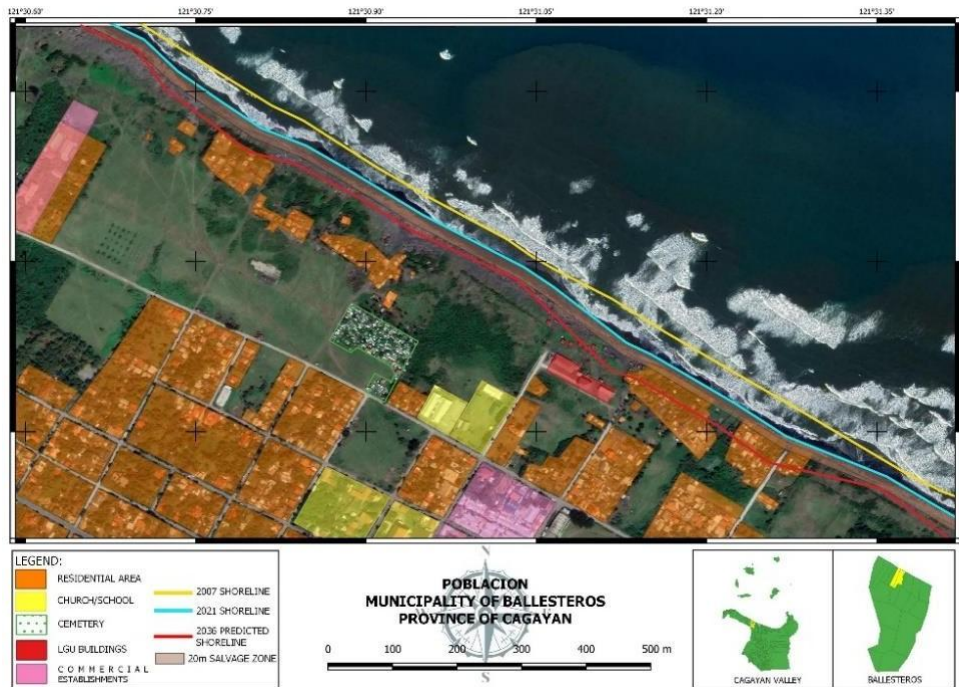 121°30.60' 121°30.75' 121°30.90' 121°31.05' 121°31.20' 121°31.35'
LEGEND:
RESIDENTIAL AREA
CHURCH/SCHOOL
CEMETERY
LGU BUILDINGS
COMMERCIAL
ESTABLISHMENTS
2007 SHORELINE
2021 SHORELINE
2036 PREDICTED
SHORELINE
20m SALVAGE ZONE
N
POBLACION
MUNICIPALITY OF BALLESTEROS
PROVINCE OF CAGAYAN
0 100 200 300 400 500 m
S
CAGAYAN VALLEY
BALLESTEROS